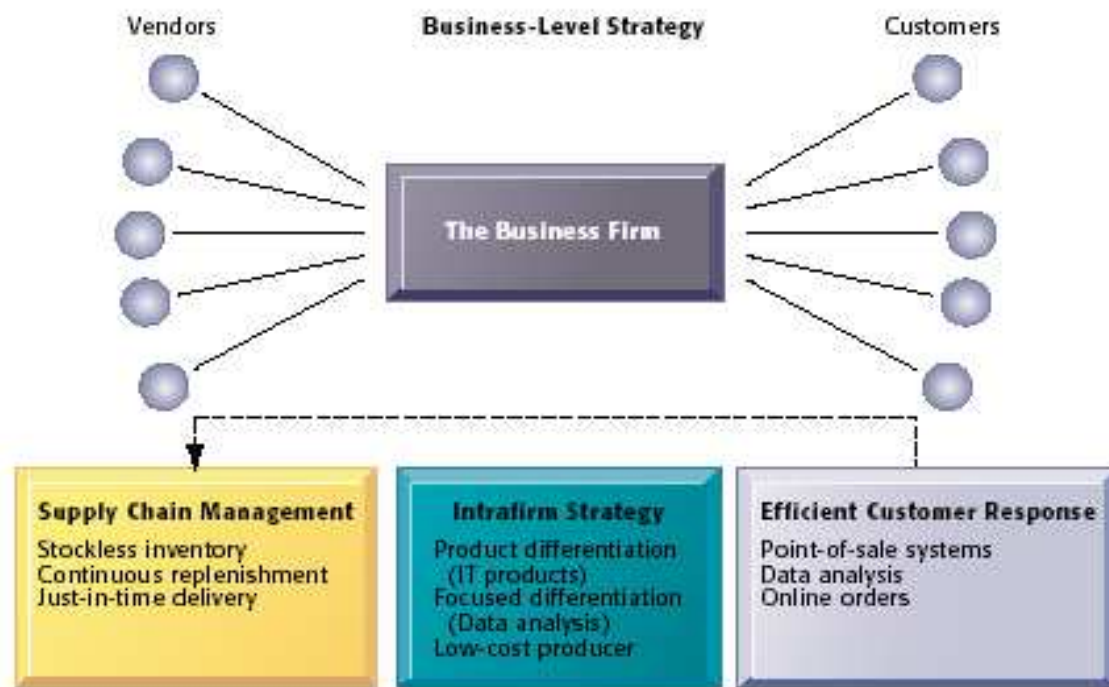 Vendors
Business-Level Strategy
Customers
The Business Firm
Supply Chain Management
Stockless inventory
Continuous replenishment
Just-in-time delivery
Intrafirm Strategy
Product differentiation
(IT products)
Focused differentiation
(Data analysis)
Low-cost producer
Efficient Customer Response
Point-of-sale systems
Data analysis
Online orders